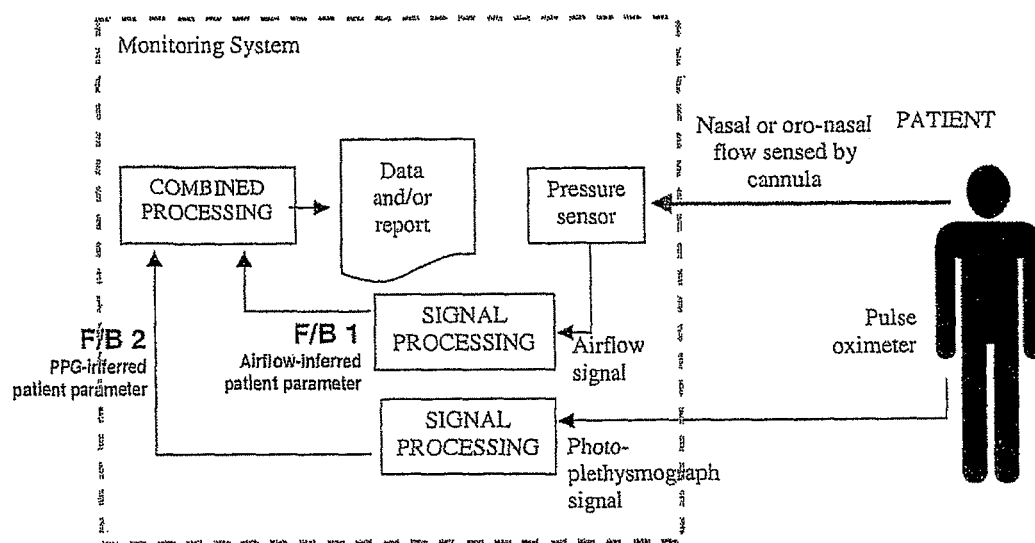 Monitoring System
COMBINED
PROCESSING
Data
and/or
report
Pressure
sensor
Nasal or oro-nasal
flow sensed by
cannula
PATIENT
F/B 2
PPG-inferred
patient parameter
F/B 1
Airflow-inferred
patient parameter
SIGNAL
PROCESSING
Airflow
signal
Pulse
oximeter
SIGNAL
PROCESSING
Photo-
plethysmograph
signal